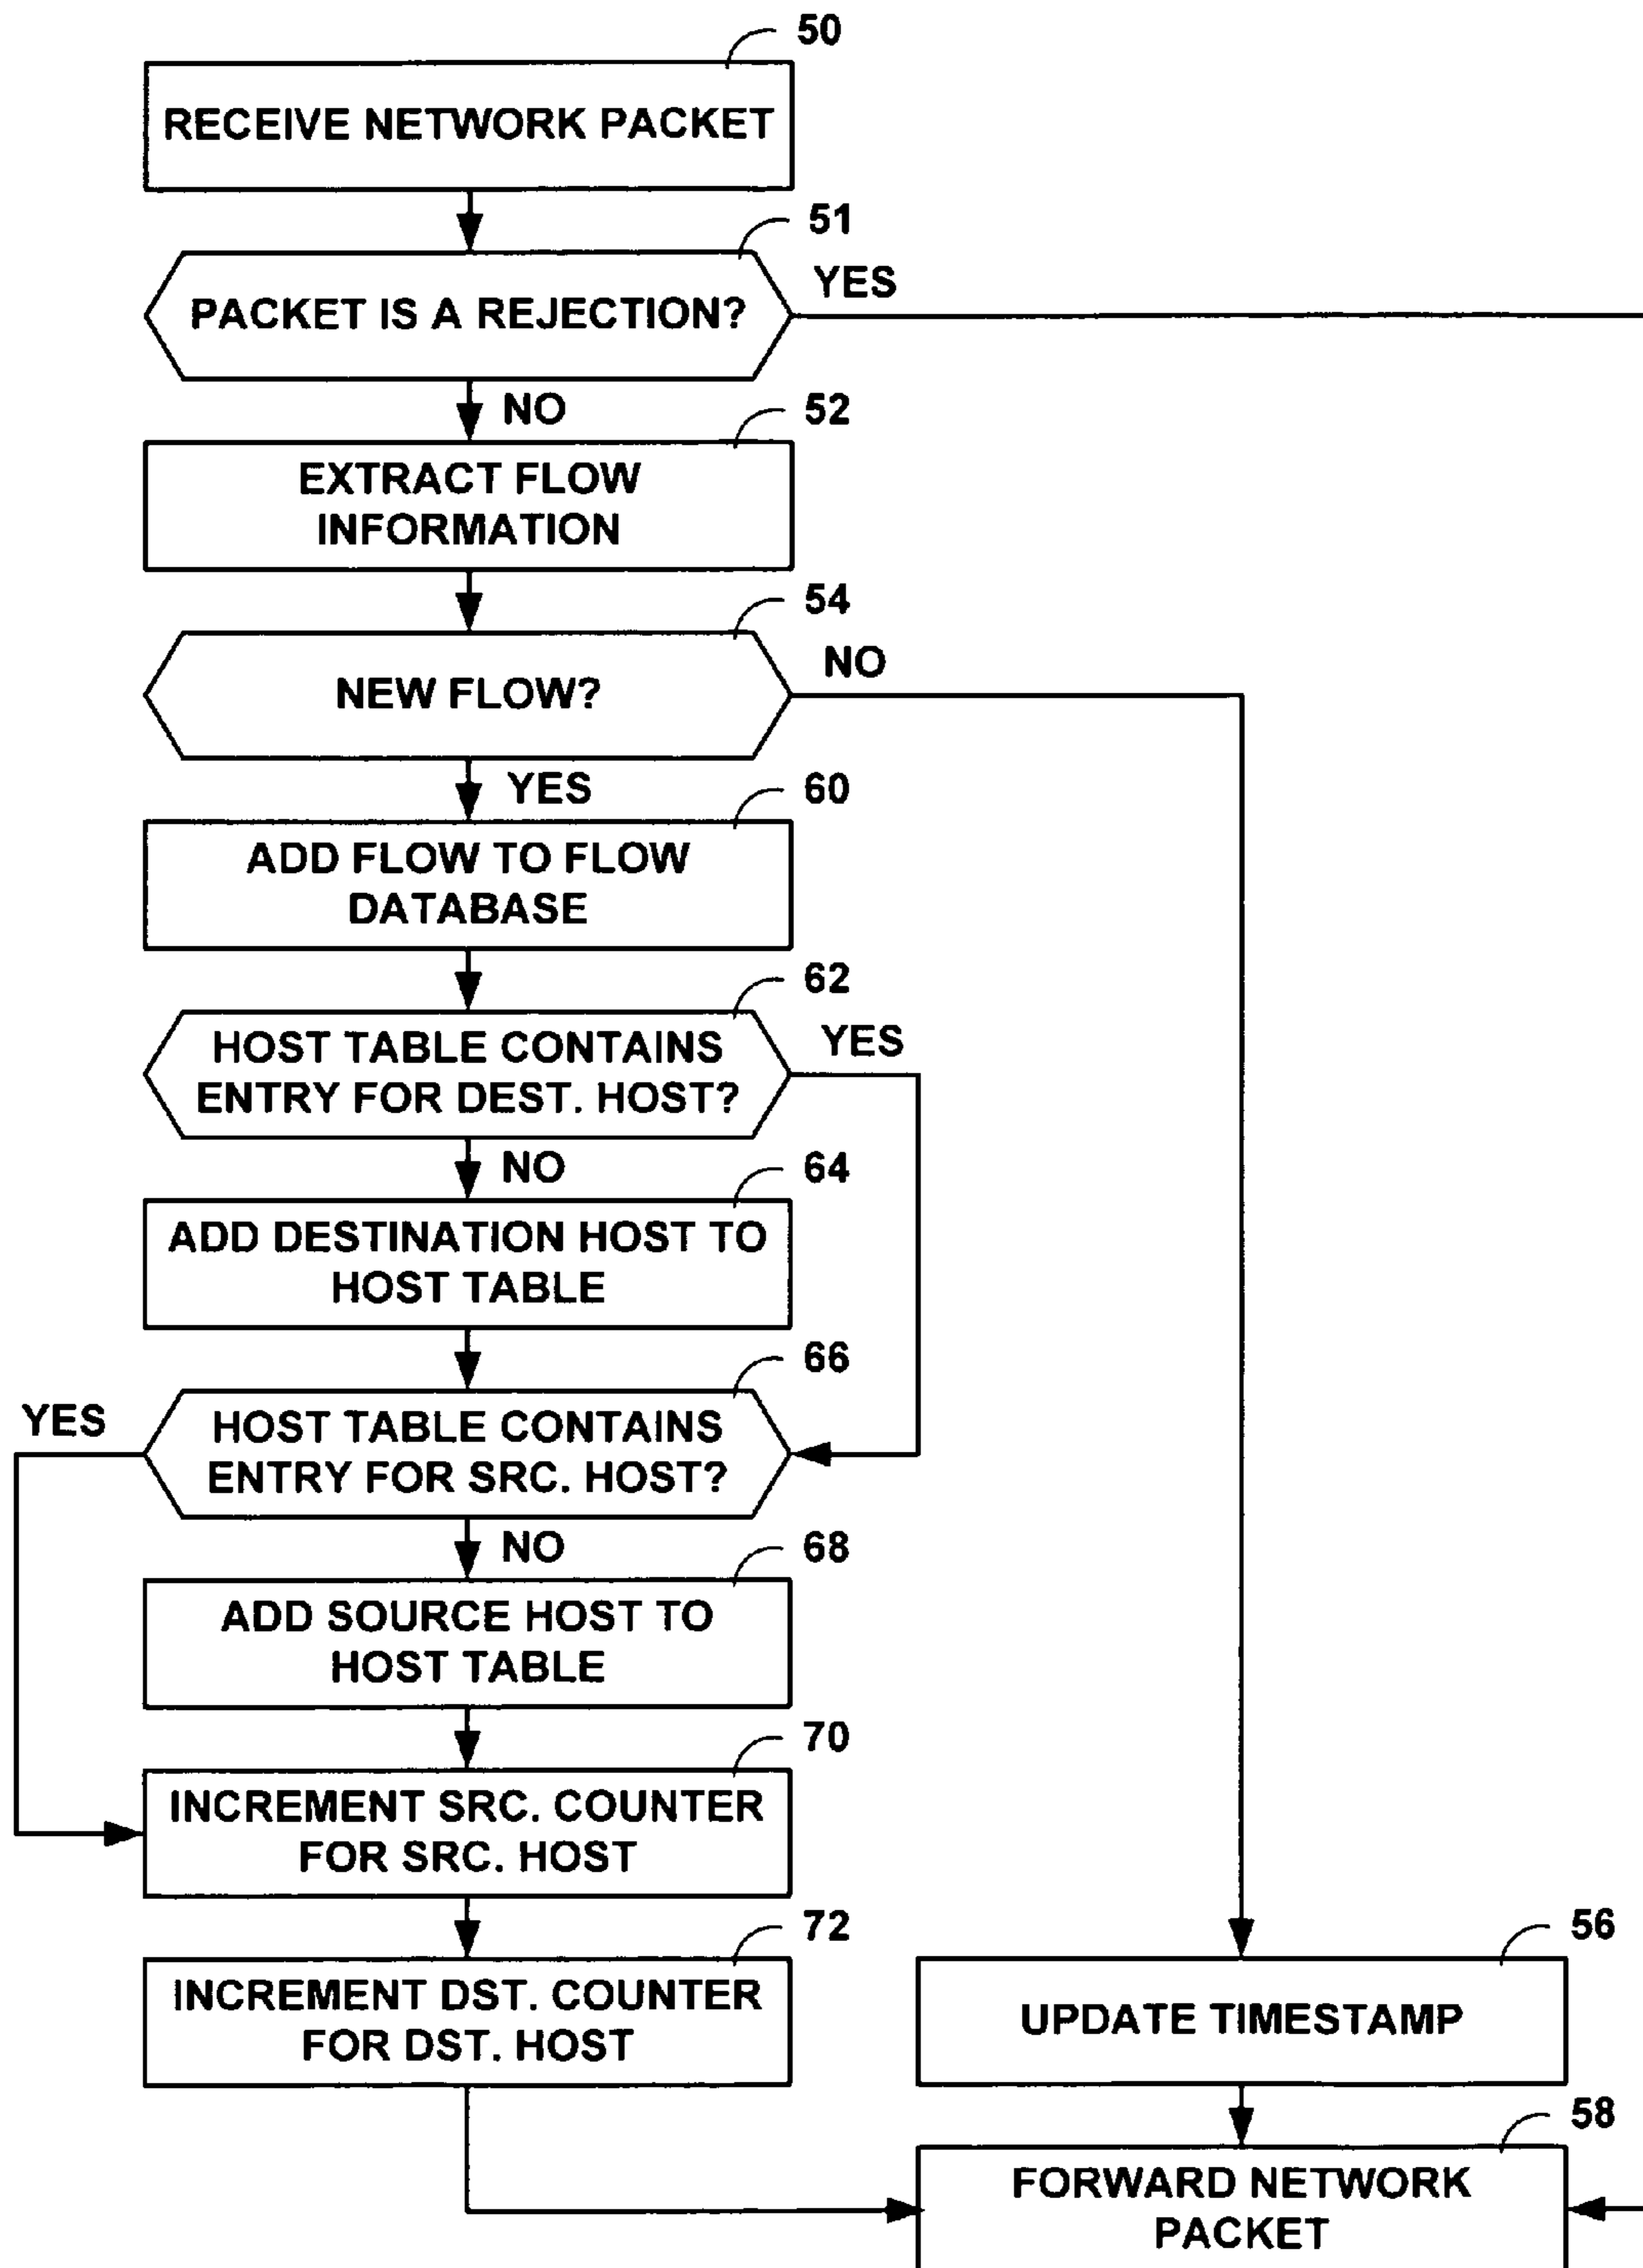 50
RECEIVE NETWORK PACKET
51
PACKET IS A REJECTION?
YES
NO
52
EXTRACT FLOW
INFORMATION
54
NEW FLOW?
NO
YES
60
ADD FLOW TO FLOW
DATABASE
62
HOST TABLE CONTAINS
ENTRY FOR DEST. HOST?
YES
NO
64
ADD DESTINATION HOST TO
HOST TABLE
66
YES
HOST TABLE CONTAINS
ENTRY FOR SRC. HOST?
NO
68
ADD SOURCE HOST TO
HOST TABLE
70
INCREMENT SRC. COUNTER
FOR SRC. HOST
72
INCREMENT DST. COUNTER
FOR DST. HOST
56
UPDATE TIMESTAMP
58
FORWARD NETWORK
PACKET